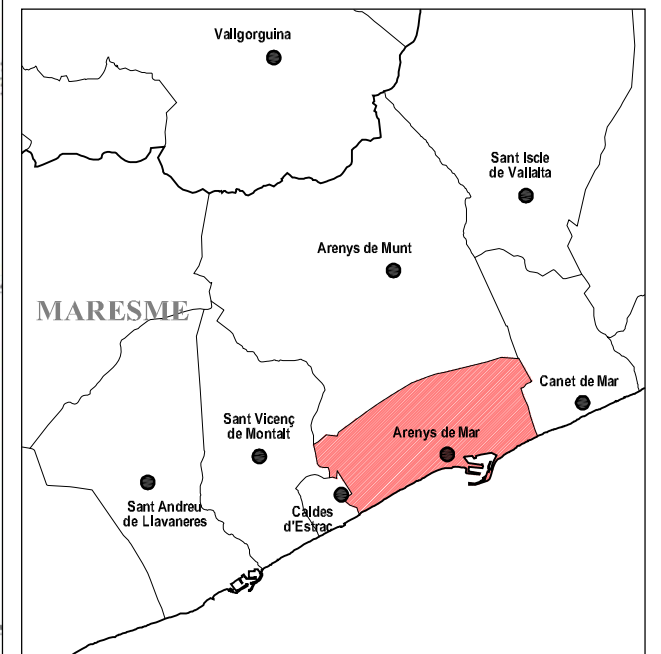 Vallgorguina
Sant Iscle
de Vallalta
Arenys de Munt
MARESME
Canet de Mar
Sant Vicenç
de Montalt
Arenys de Mar
Sant Andreu
de Llavaneres
Caldes
d'Estrac